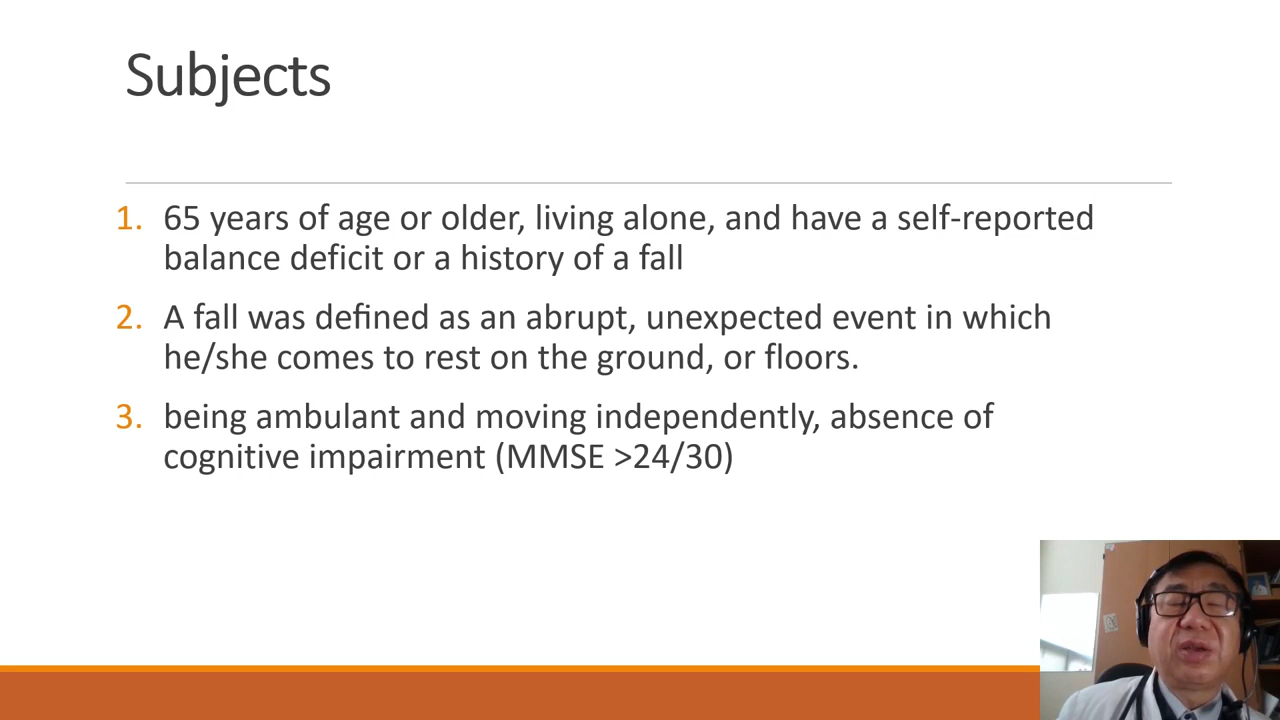 Subjects
1. 65 years of age or older, living alone, and have a self-reported
balance deficit or a history of a fall
2. A fall was defined as an abrupt, unexpected event in which
he/she comes to rest on the ground, or floors.
3. being ambulant and moving independently, absence of
cognitive impairment (MMSE >24/30)